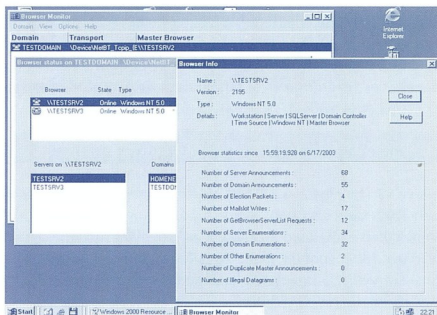 Browser Monitor
Domain View Options Help
Domain Transport Master Browser
TESTDOMAIN \Device\NetBT_Tcpip_{E \\TESTSRV2
Browser status on TESTDOMAIN \Device\NetBT_
Browser State Type
\\TESTSRV2 Online Windows NT 5.0
\\TESTSRV3 Online Windows NT 5.0
Servers on \\TESTSRV2 Domains
TESTSRV2
TESTSRV3
HOMENE
TESTDOM
Browser Info
Name : \\TESTSRV2
Version : 2195
Type : Windows NT 5.0
Details : Workstation | Server | SQLServer | Domain Controller
| Time Source | Windows NT | Master Browser
Close
Help
Browser statistics since 15:59:19.928 on 6/17/2003
Number of Server Announcements : 68
Number of Domain Announcements : 55
Number of Election Packets : 4
Number of Mailslot Writes : 17
Number of GetBrowserServerList Requests : 12
Number of Server Enumerations : 34
Number of Domain Enumerations : 32
Number of Other Enumerations : 2
Number of Duplicate Master Announcements : 0
Number of Illegal Datagrams : 0
Internet
Explorer
Start
Windows 2000 Resource ...
Browser Monitor
22:21